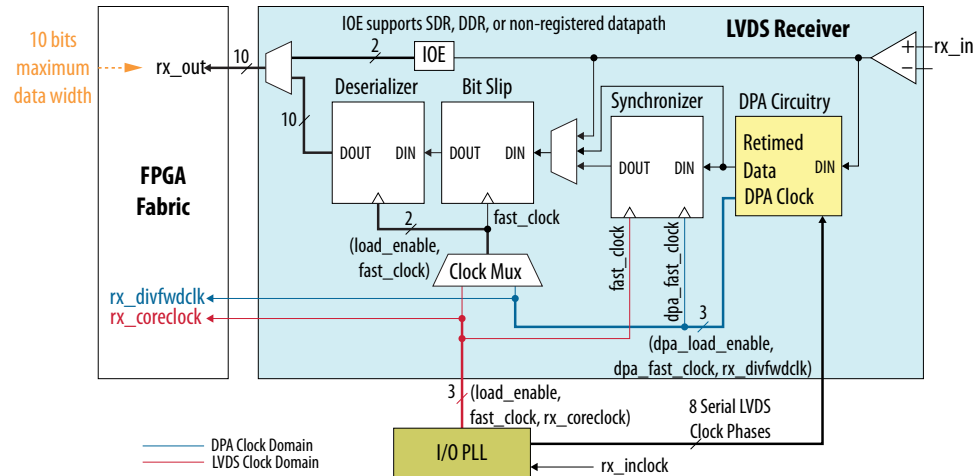 IOE supports SDR, DDR, or non-registered datapath
LVDS Receiver
10 bits
maximum
data width
rx_out
10
2
IOE
+
−
rx_in
Deserializer
Bit Slip
Synchronizer
DPA Circuitry
10
DOUT
DIN
DOUT
DIN
DOUT
DIN
Retimed
Data
DIN
DPA Clock
FPGA
Fabric
2
fast_clock
(load_enable,
fast_clock)
Clock Mux
fast_clock
dpa_fast_clock
rx_divfwdclk
rx_coreclock
3
(dpa_load_enable,
dpa_fast_clock, rx_divfwdclk)
3
(load_enable,
fast_clock, rx_coreclock)
8 Serial LVDS
Clock Phases
I/O PLL
rx_inclock
DPA Clock Domain
LVDS Clock Domain